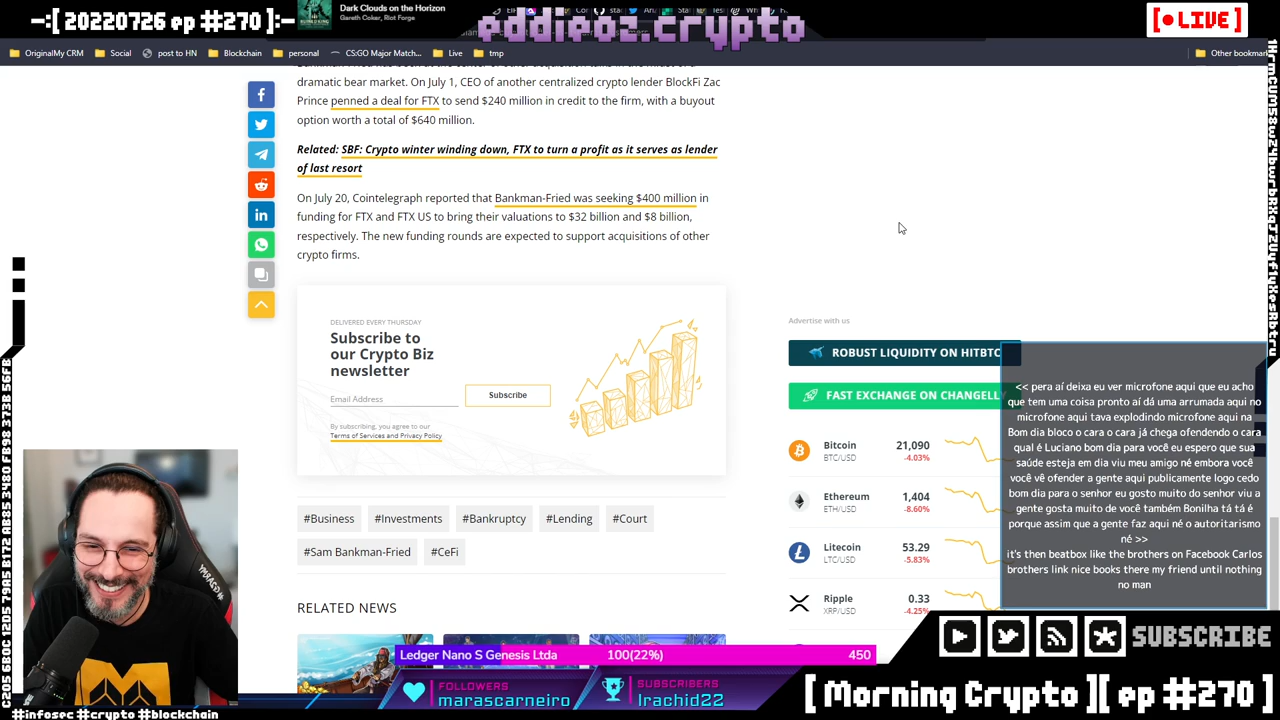 —:[ 20220726 ep #270 ]:—
Dark Clouds on the Horizon
Gareth Coker, Riot Forge
eddieoz.crypto
[ ● LIVE ]
OriginalMy CRM
Social
post to HN
Blockchain
personal
CS:GO Major Match...
Live
tmp
Other bookmar
dramatic bear market. On July 1, CEO of another centralized crypto lender BlockFi Zac
Prince penned a deal for FTX to send $240 million in credit to the firm, with a buyout
option worth a total of $640 million.
Related: SBF: Crypto winter winding down, FTX to turn a profit as it serves as lender
of last resort
On July 20, Cointelegraph reported that Bankman-Fried was seeking $400 million in
funding for FTX and FTX US to bring their valuations to $32 billion and $8 billion,
respectively. The new funding rounds are expected to support acquisitions of other
crypto firms.
DELIVERED EVERY THURSDAY
Subscribe to
our Crypto Biz
newsletter
Email Address
Subscribe
By subscribing, you agree to our
Terms of Services and Privacy Policy
#Business
#Investments
#Bankruptcy
#Lending
#Court
#Sam Bankman-Fried
#CeFi
RELATED NEWS
Advertise with us
ROBUST LIQUIDITY ON HITBTC
FAST EXCHANGE ON CHANGELL
Bitcoin 21,090
BTC/USD -4.03%
Ethereum 1,404
ETH/USD -8.60%
Litecoin 53.29
LTC/USD -5.83%
Ripple 0.33
XRP/USD -4.25%
<< pera aí deixa eu ver microfone aqui que eu acho
que tem uma coisa pronto aí dá uma arrumada aqui no
microfone aqui tava explodindo microfone aqui na
Bom dia bloco o cara o cara já chega ofendendo o cara
qual é Luciano bom dia para você eu espero que sua
saúde esteja em dia viu meu amigo né embora você
você vê ofender a gente aqui publicamente logo cedo
bom dia para o senhor eu gosto muito do senhor viu a
gente gosta muito de você também Bonilha tá tá é
porque assim que a gente faz aqui né o autoritarismo
né >>
it's then beatbox like the brothers on Facebook Carlos
brothers link nice books there my friend until nothing
no man
Ledger Nano S Genesis Ltda 100(22%) 450
FOLLOWERS
marascarneiro
SUBSCRIBERS
lrachid22
SUBSCRIBE
[ Morning Crypto ][ ep #270 ]
#infosec #crypto #blockchain